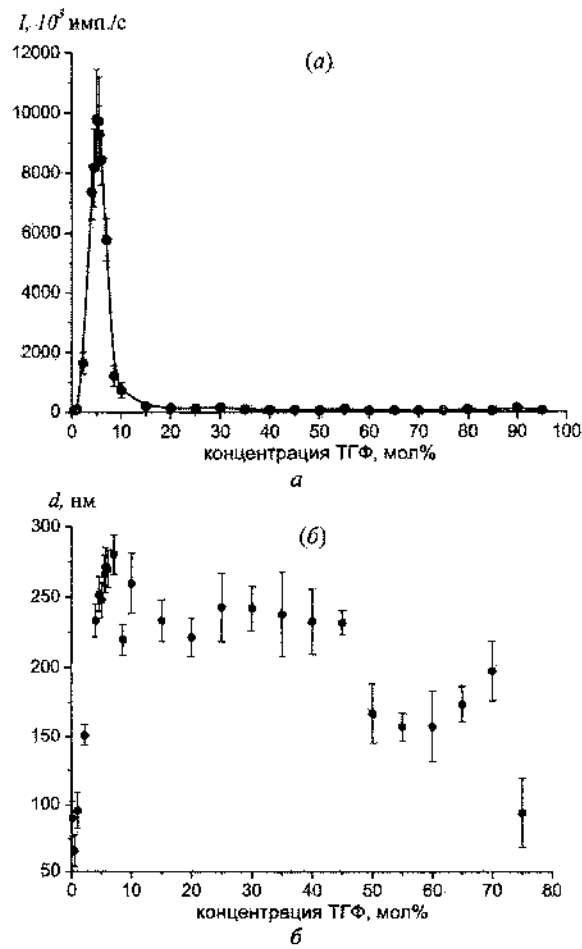 I, 10³ имп./с
(а)
12000
10000
8000
6000
4000
2000
0
0 10 20 30 40 50 60 70 80 90 100
концентрация ТГФ, мол%
а
d, нм
(б)
300
250
200
150
100
50
0 10 20 30 40 50 60 70 80
концентрация ТГФ, мол%
б